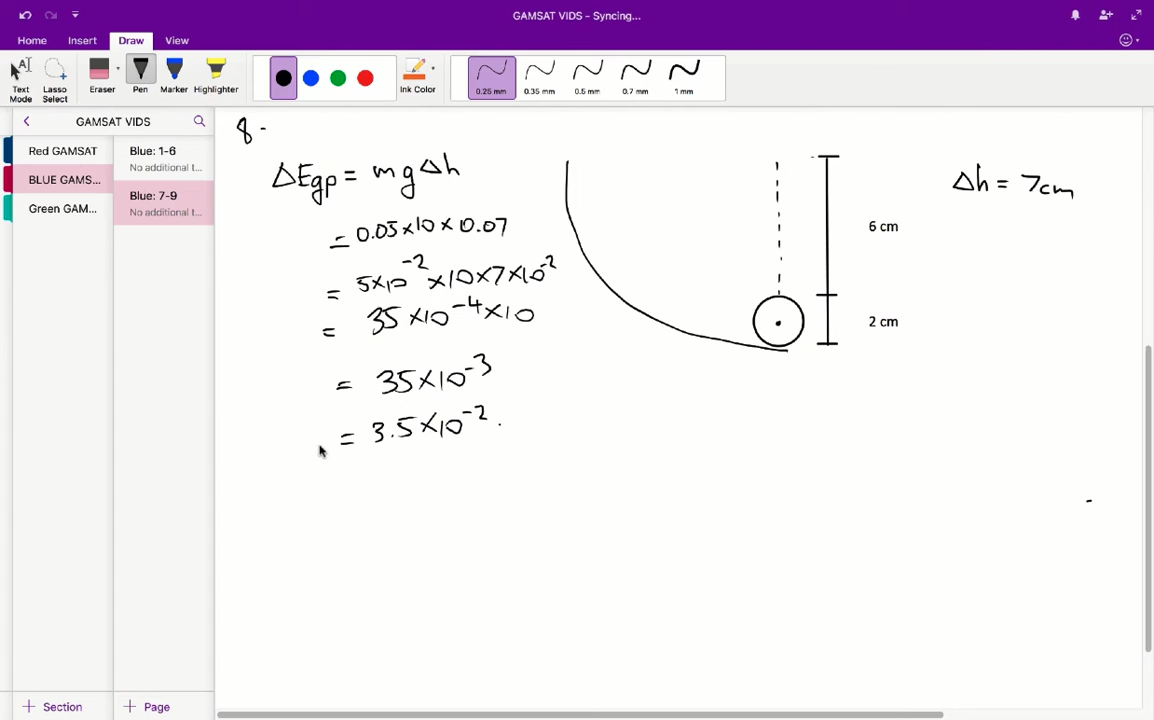 GAMSAT VIDS - Syncing...
Home Insert Draw View
Text Mode
Lasso Select
Eraser
Pen
Marker
Highlighter
0.25 mm 0.35 mm 0.5 mm 0.7 mm 1 mm
Ink Color
GAMSAT VIDS
Red GAMSAT
BLUE GAMS...
Green GAM...
Blue: 1-6
No additional t...
Blue: 7-9
No additional t...
8.
ΔEgp = mgΔh
= 0.05×10×0.07
= 5×10⁻²×10×7×10⁻²
= 35×10⁻⁴×10
= 35×10⁻³
= 3.5×10⁻².
6 cm
2 cm
Δh = 7cm
+ Section
+ Page